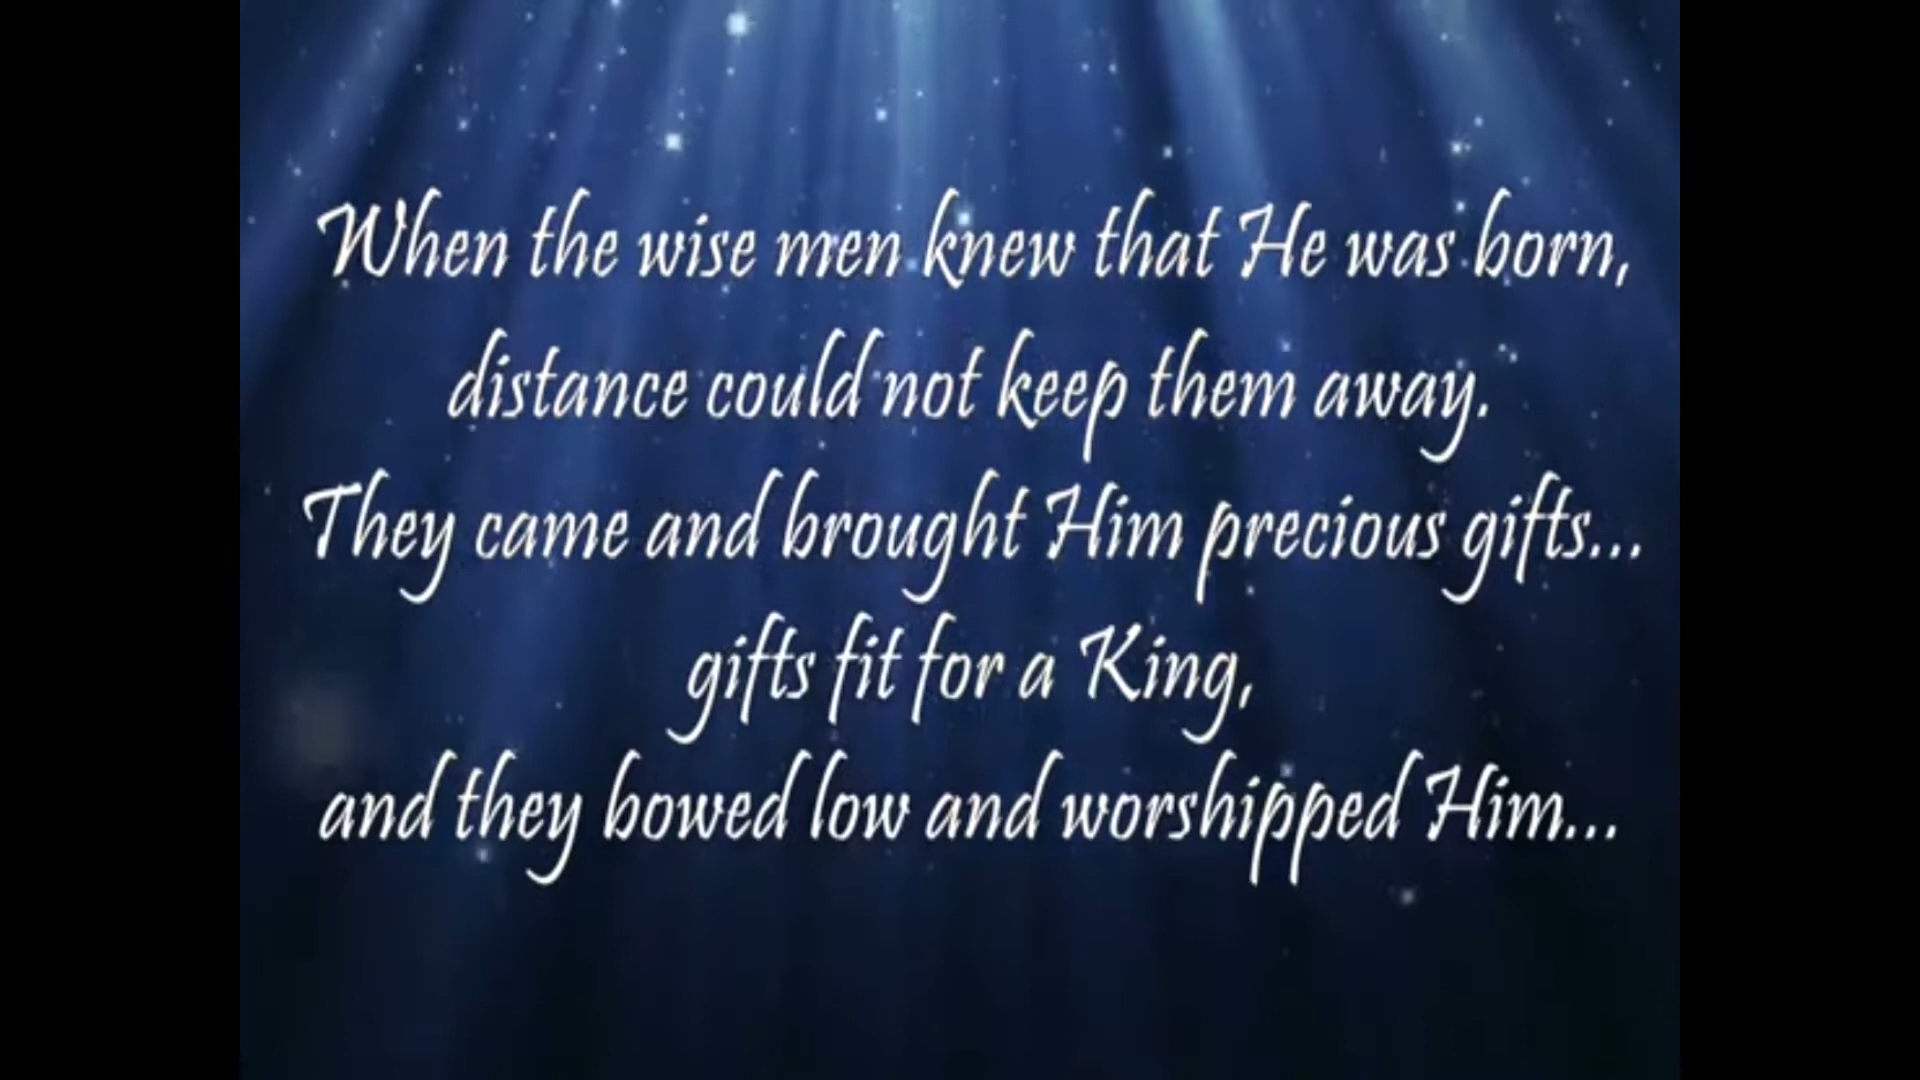 When the wise men knew that He was born,
distance could not keep them away.
They came and brought Him precious gifts...
gifts fit for a King,
and they bowed low and worshipped Him...